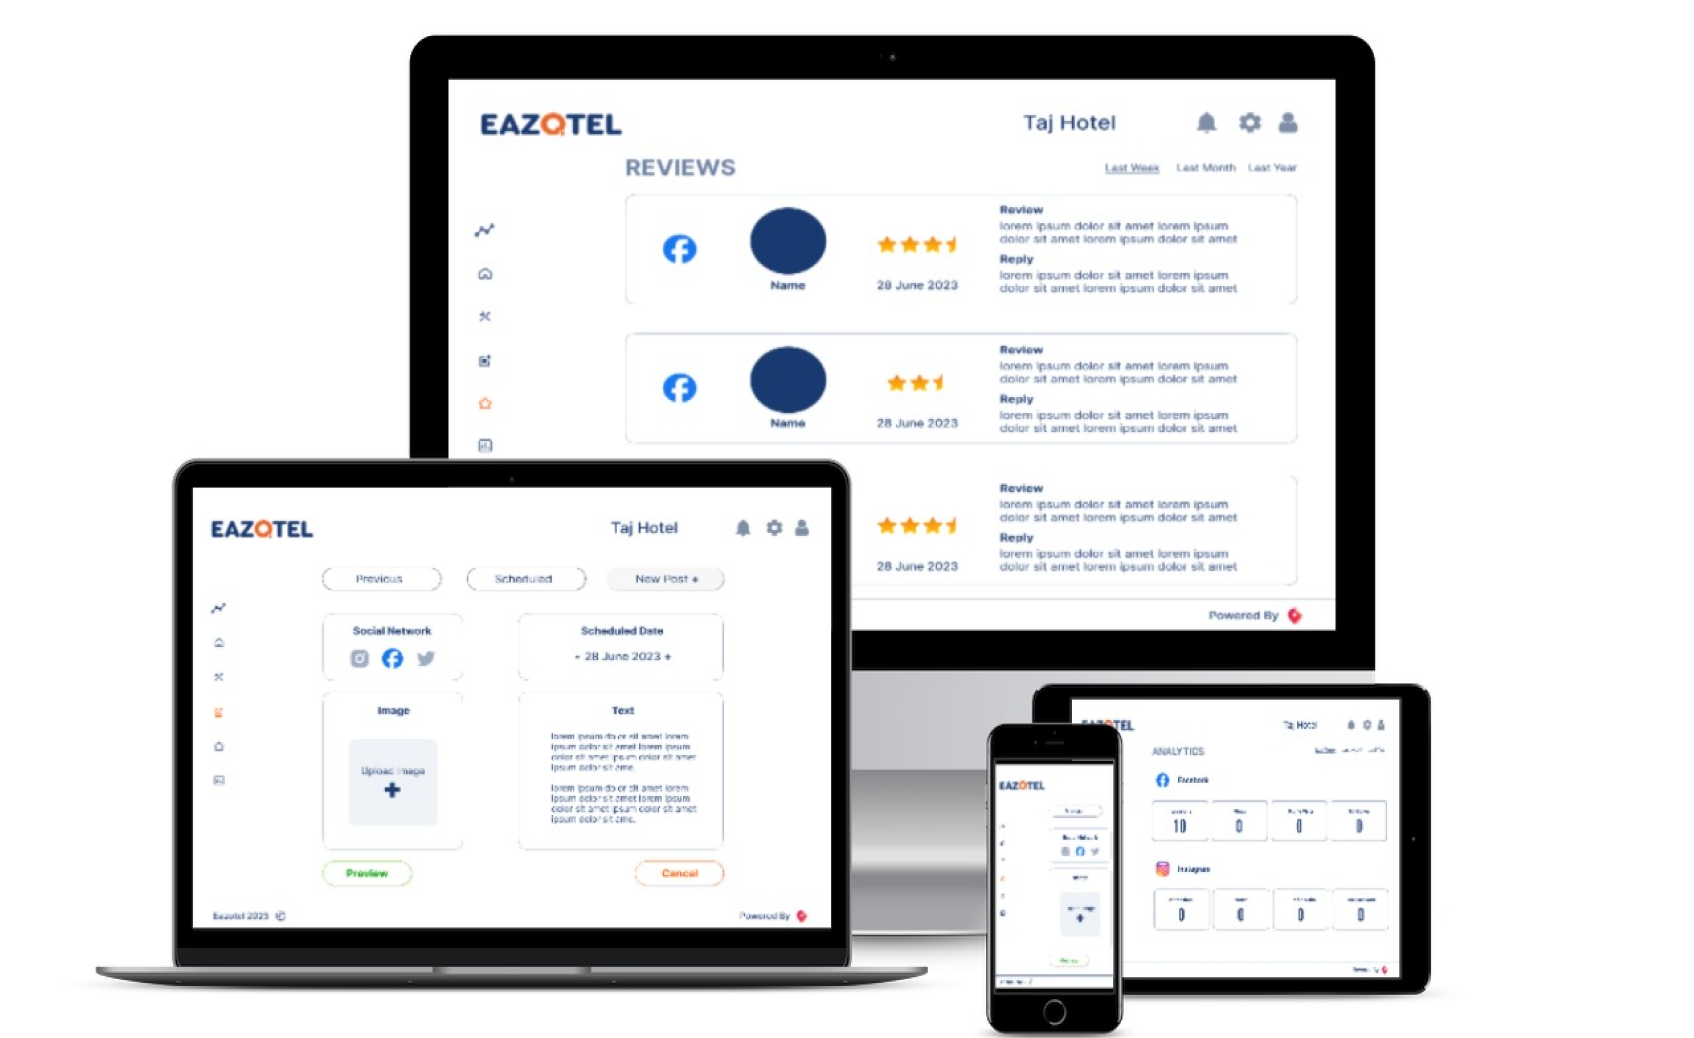 EAZOTEL
Taj Hotel
REVIEWS
Last Week Last Month Last Year
Review
lorem ipsum dolor sit amet lorem ipsum
dolor sit amet lorem ipsum dolor sit amet
Reply
lorem ipsum dolor sit amet lorem ipsum
dolor sit amet lorem ipsum dolor sit amet
Name
28 June 2023
Review
lorem ipsum dolor sit amet lorem ipsum
dolor sit amet lorem ipsum dolor sit amet
Reply
lorem ipsum dolor sit amet lorem ipsum
dolor sit amet lorem ipsum dolor sit amet
Name
28 June 2023
Review
lorem ipsum dolor sit amet lorem ipsum
dolor sit amet lorem ipsum dolor sit amet
Reply
lorem ipsum dolor sit amet lorem ipsum
dolor sit amet lorem ipsum dolor sit amet
28 June 2023
Powered By
EAZOTEL
Taj Hotel
Previous
Scheduled
New Post +
Social Network
Scheduled Date
- 28 June 2023 +
Image
Upload Image
Text
lorem ipsum dolor sit amet lorem
ipsum dolor sit amet lorem ipsum
dolor sit amet ipsum dolor sit amet
ipsum dolor sit ame.
lorem ipsum dolor sit amet lorem
ipsum dolor sit amet lorem ipsum
dolor sit amet ipsum dolor sit amet
ipsum dolor sit ame.
Preview
Cancel
Eazotel 2023 ©
Powered By
EAZOTEL
Social Network
EAZOTEL
Taj Hotel
ANALYTICS
Facebook
10
0
0
0
Instagram
0
0
0
0